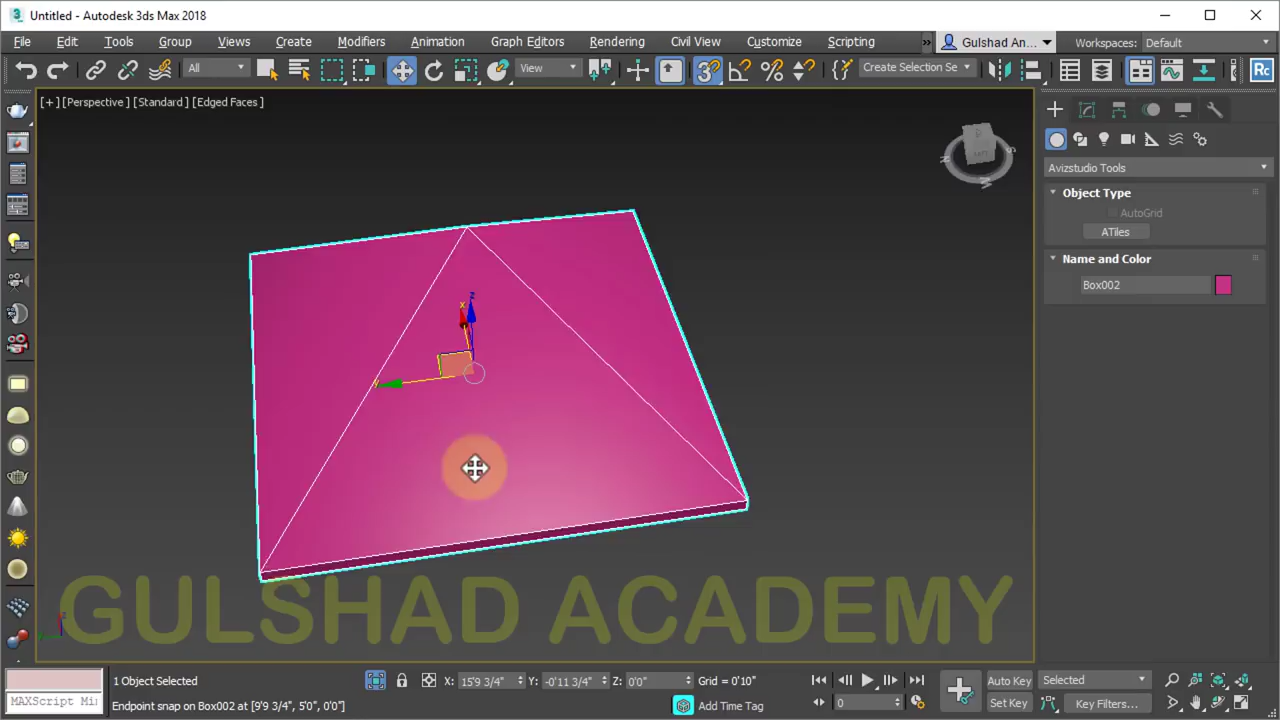 Untitled - Autodesk 3ds Max 2018
File Edit Tools Group Views Create Modifiers Animation Graph Editors Rendering Civil View Customize Scripting » Gulshad An... Workspaces: Default
All View Create Selection Se Rc
[+] [Perspective] [Standard] [Edged Faces]
Avizstudio Tools
Object Type
AutoGrid
ATiles
Name and Color
Box002
x
z
y
GULSHAD ACADEMY
1 Object Selected X: 15'9 3/4" Y: -0'11 3/4" Z: 0'0" Grid = 0'10" Auto Key Selected
MAXScript Mi Endpoint snap on Box002 at [9'9 3/4", 5'0", 0'0"] Add Time Tag 0 Set Key Key Filters...